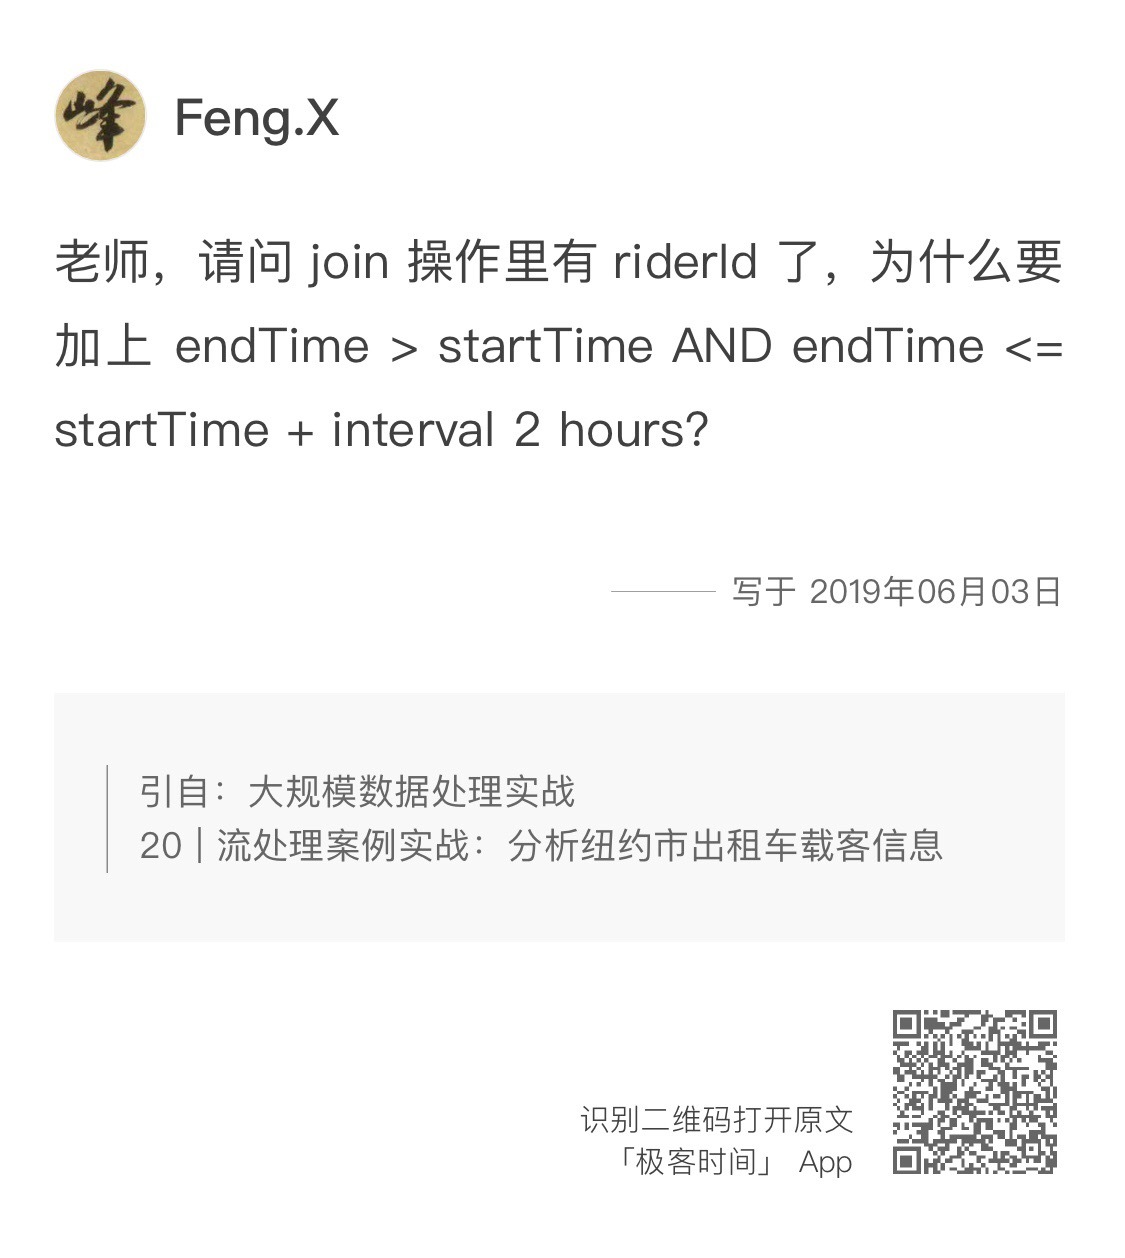 峰
Feng.X
老师，请问 join 操作里有 riderId 了，为什么要
加上 endTime > startTime AND endTime <=
startTime + interval 2 hours?
写于 2019年06月03日
引自：大规模数据处理实战
20 | 流处理案例实战：分析纽约市出租车载客信息
识别二维码打开原文
「极客时间」 App